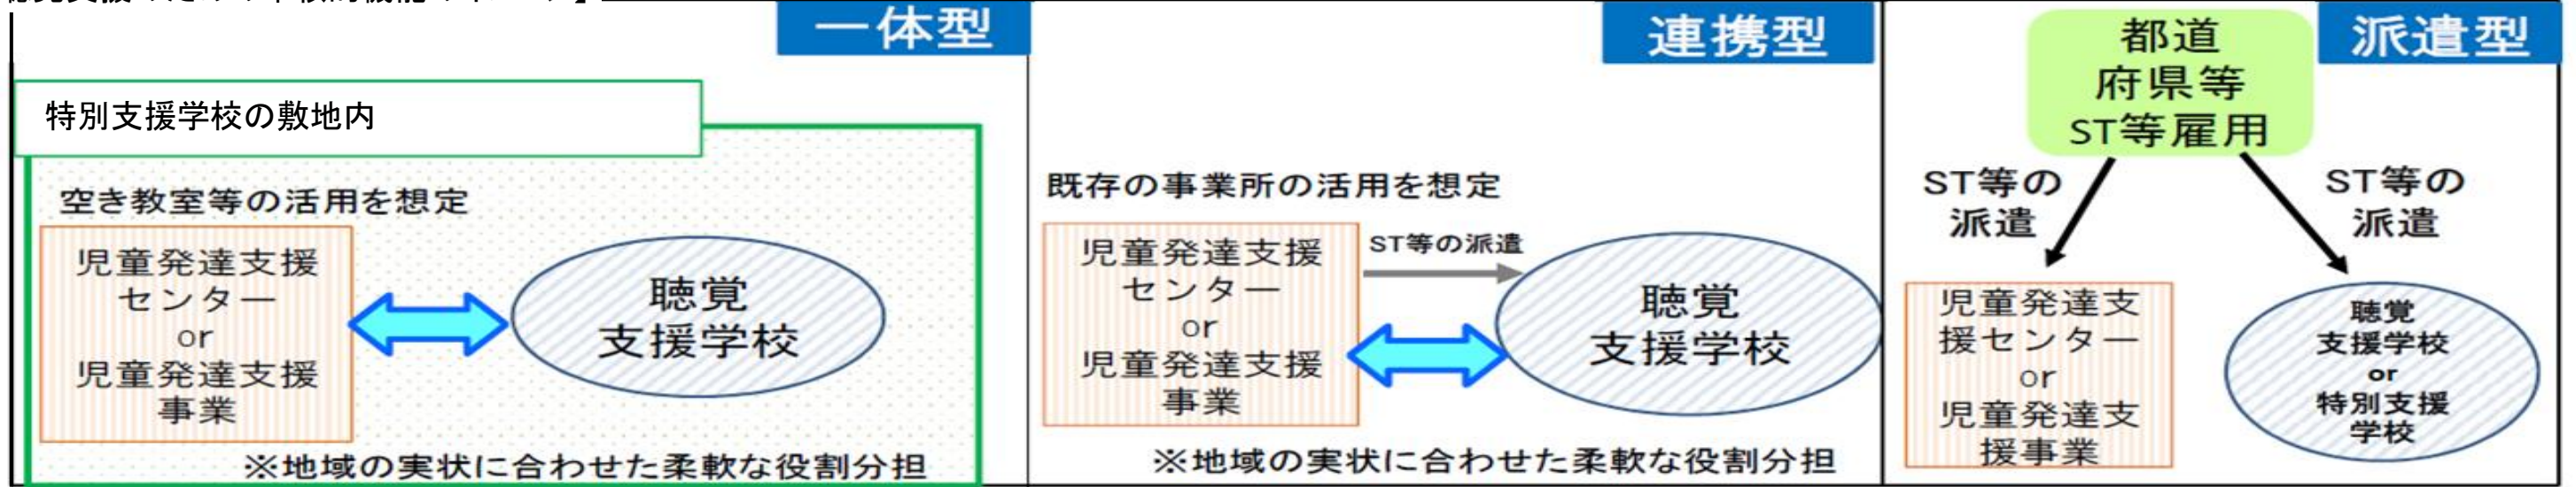 一体型
特別支援学校の敷地内
空き教室等の活用を想定
児童発達支援
センター
or
児童発達支援
事業
聴覚
支援学校
※地域の実状に合わせた柔軟な役割分担
連携型
既存の事業所の活用を想定
児童発達支援
センター
or
児童発達支援
事業
ST等の派遣
聴覚
支援学校
※地域の実状に合わせた柔軟な役割分担
派遣型
都道
府県等
ST等雇用
ST等の
派遣
ST等の
派遣
児童発達支
援センター
or
児童発達支
援事業
聴覚
支援学校
or
特別支援
学校